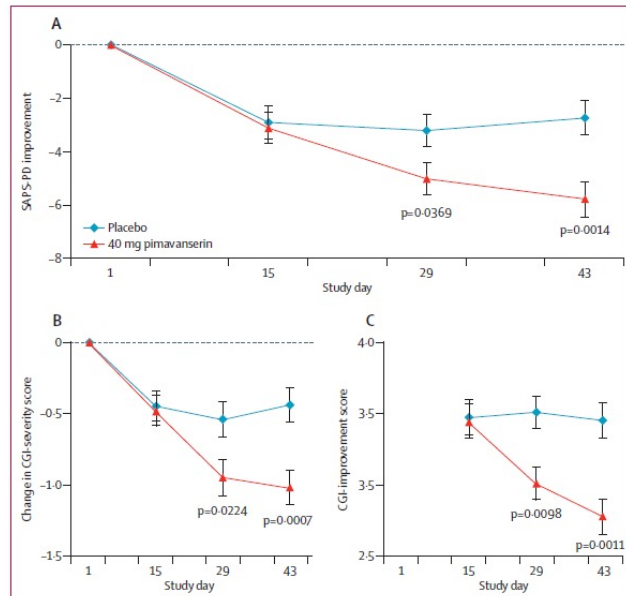 A
0
−2
−4
−6
−8
SAPS-PD improvement
p=0·0369
p=0·0014
Placebo
40 mg pimavanserin
1
15
29
43
Study day
B
0
−0·5
−1·0
−1·5
Change in CGI-severity score
p=0·0224
p=0·0007
1
15
29
43
Study day
C
4·0
3·5
3·5
2·5
CGI-improvement score
p=0·0098
p=0·0011
1
15
29
43
Study day